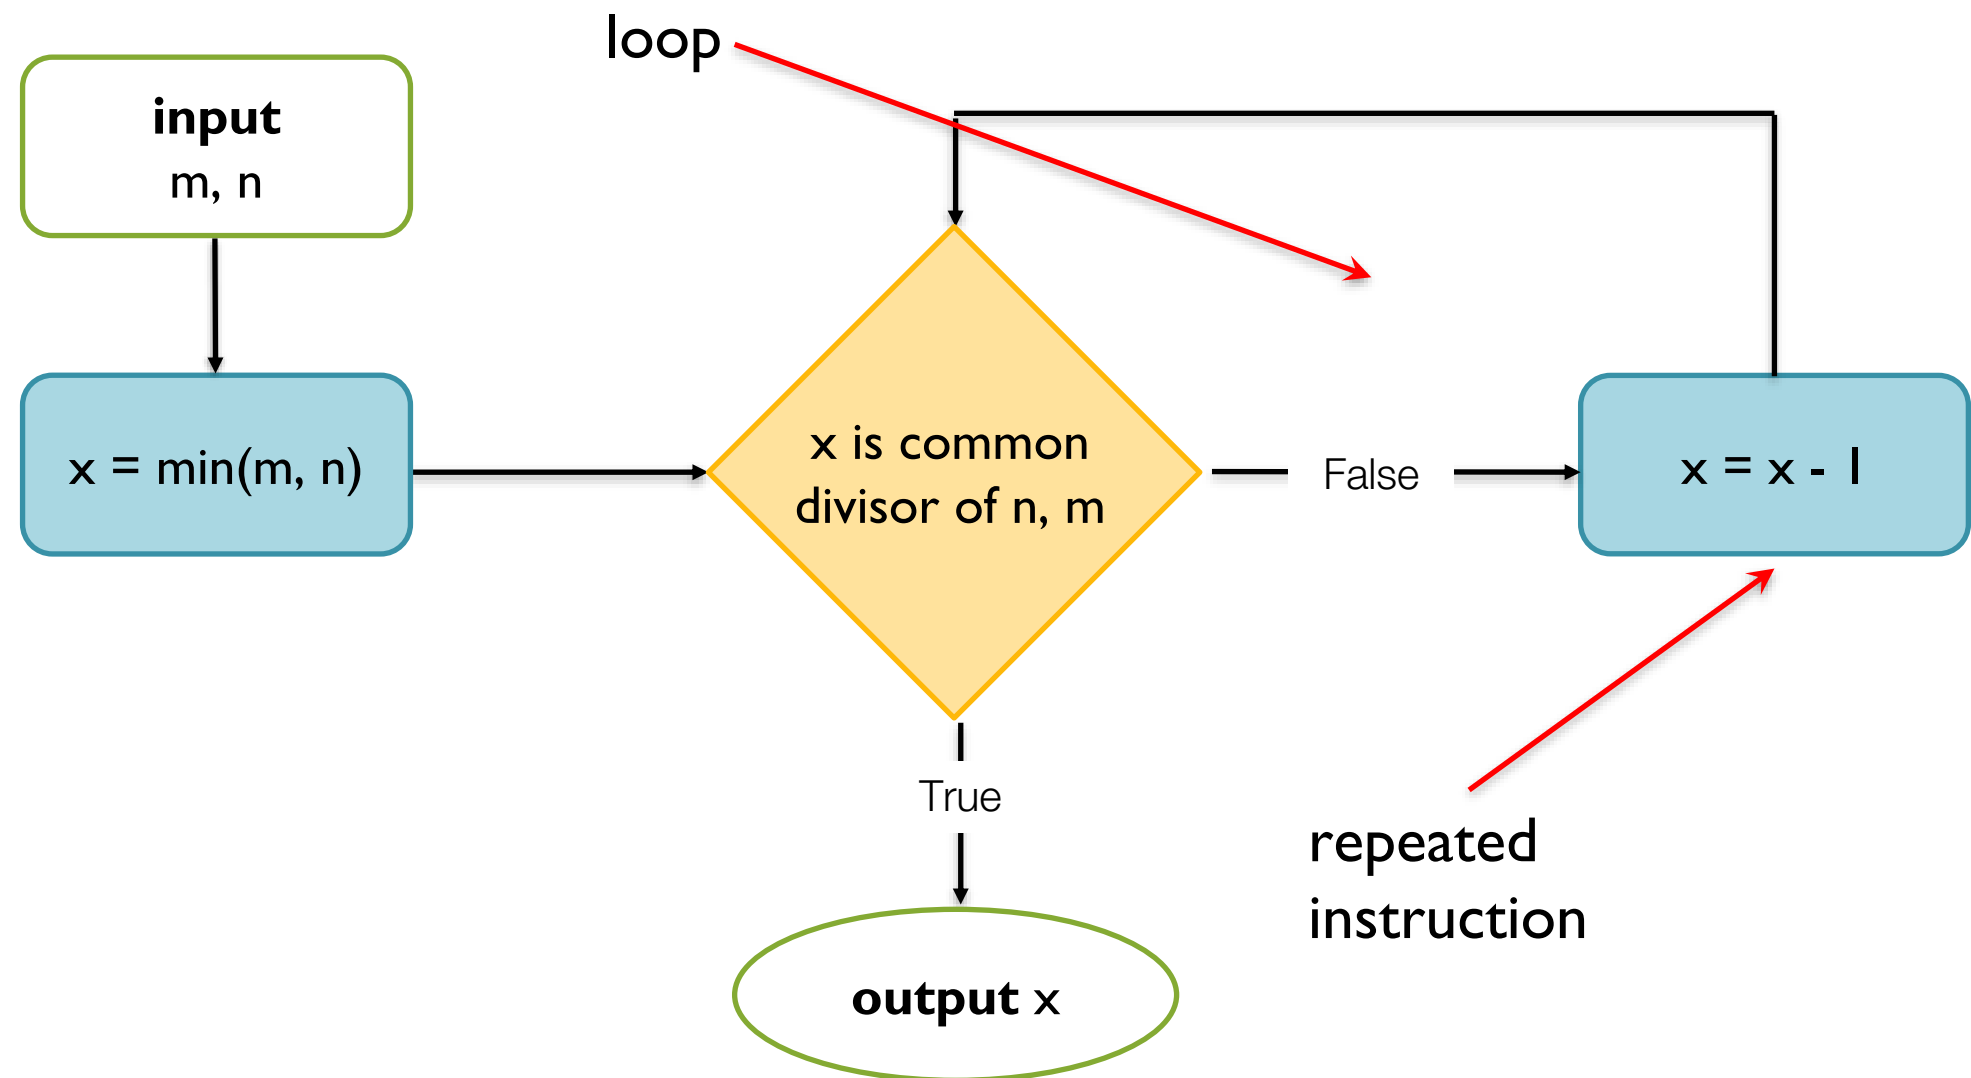 loop
input
m, n
x = min(m, n)
x is common
divisor of n, m
False
x = x - 1
True
repeated
instruction
output x